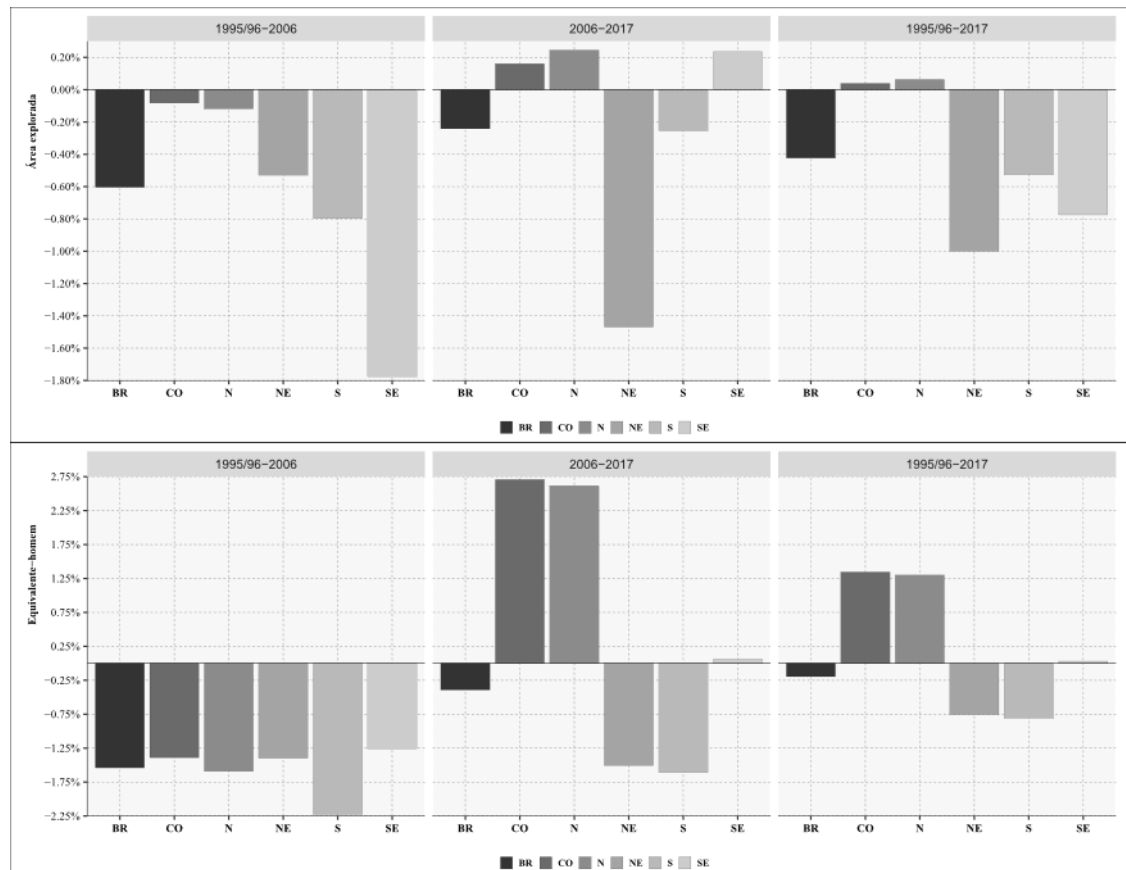 1995/96−2006 2006−2017 1995/96−2017
Área explorada
0.20%
0.00%
−0.20%
−0.40%
−0.60%
−0.80%
−1.00%
−1.20%
−1.40%
−1.60%
−1.80%
BR CO N NE S SE BR CO N NE S SE BR CO N NE S SE
BR CO N NE S SE
1995/96−2006 2006−2017 1995/96−2017
Equivalente−homem
2.75%
2.25%
1.75%
1.25%
0.75%
0.25%
−0.25%
−0.75%
−1.25%
−1.75%
−2.25%
BR CO N NE S SE BR CO N NE S SE BR CO N NE S SE
BR CO N NE S SE